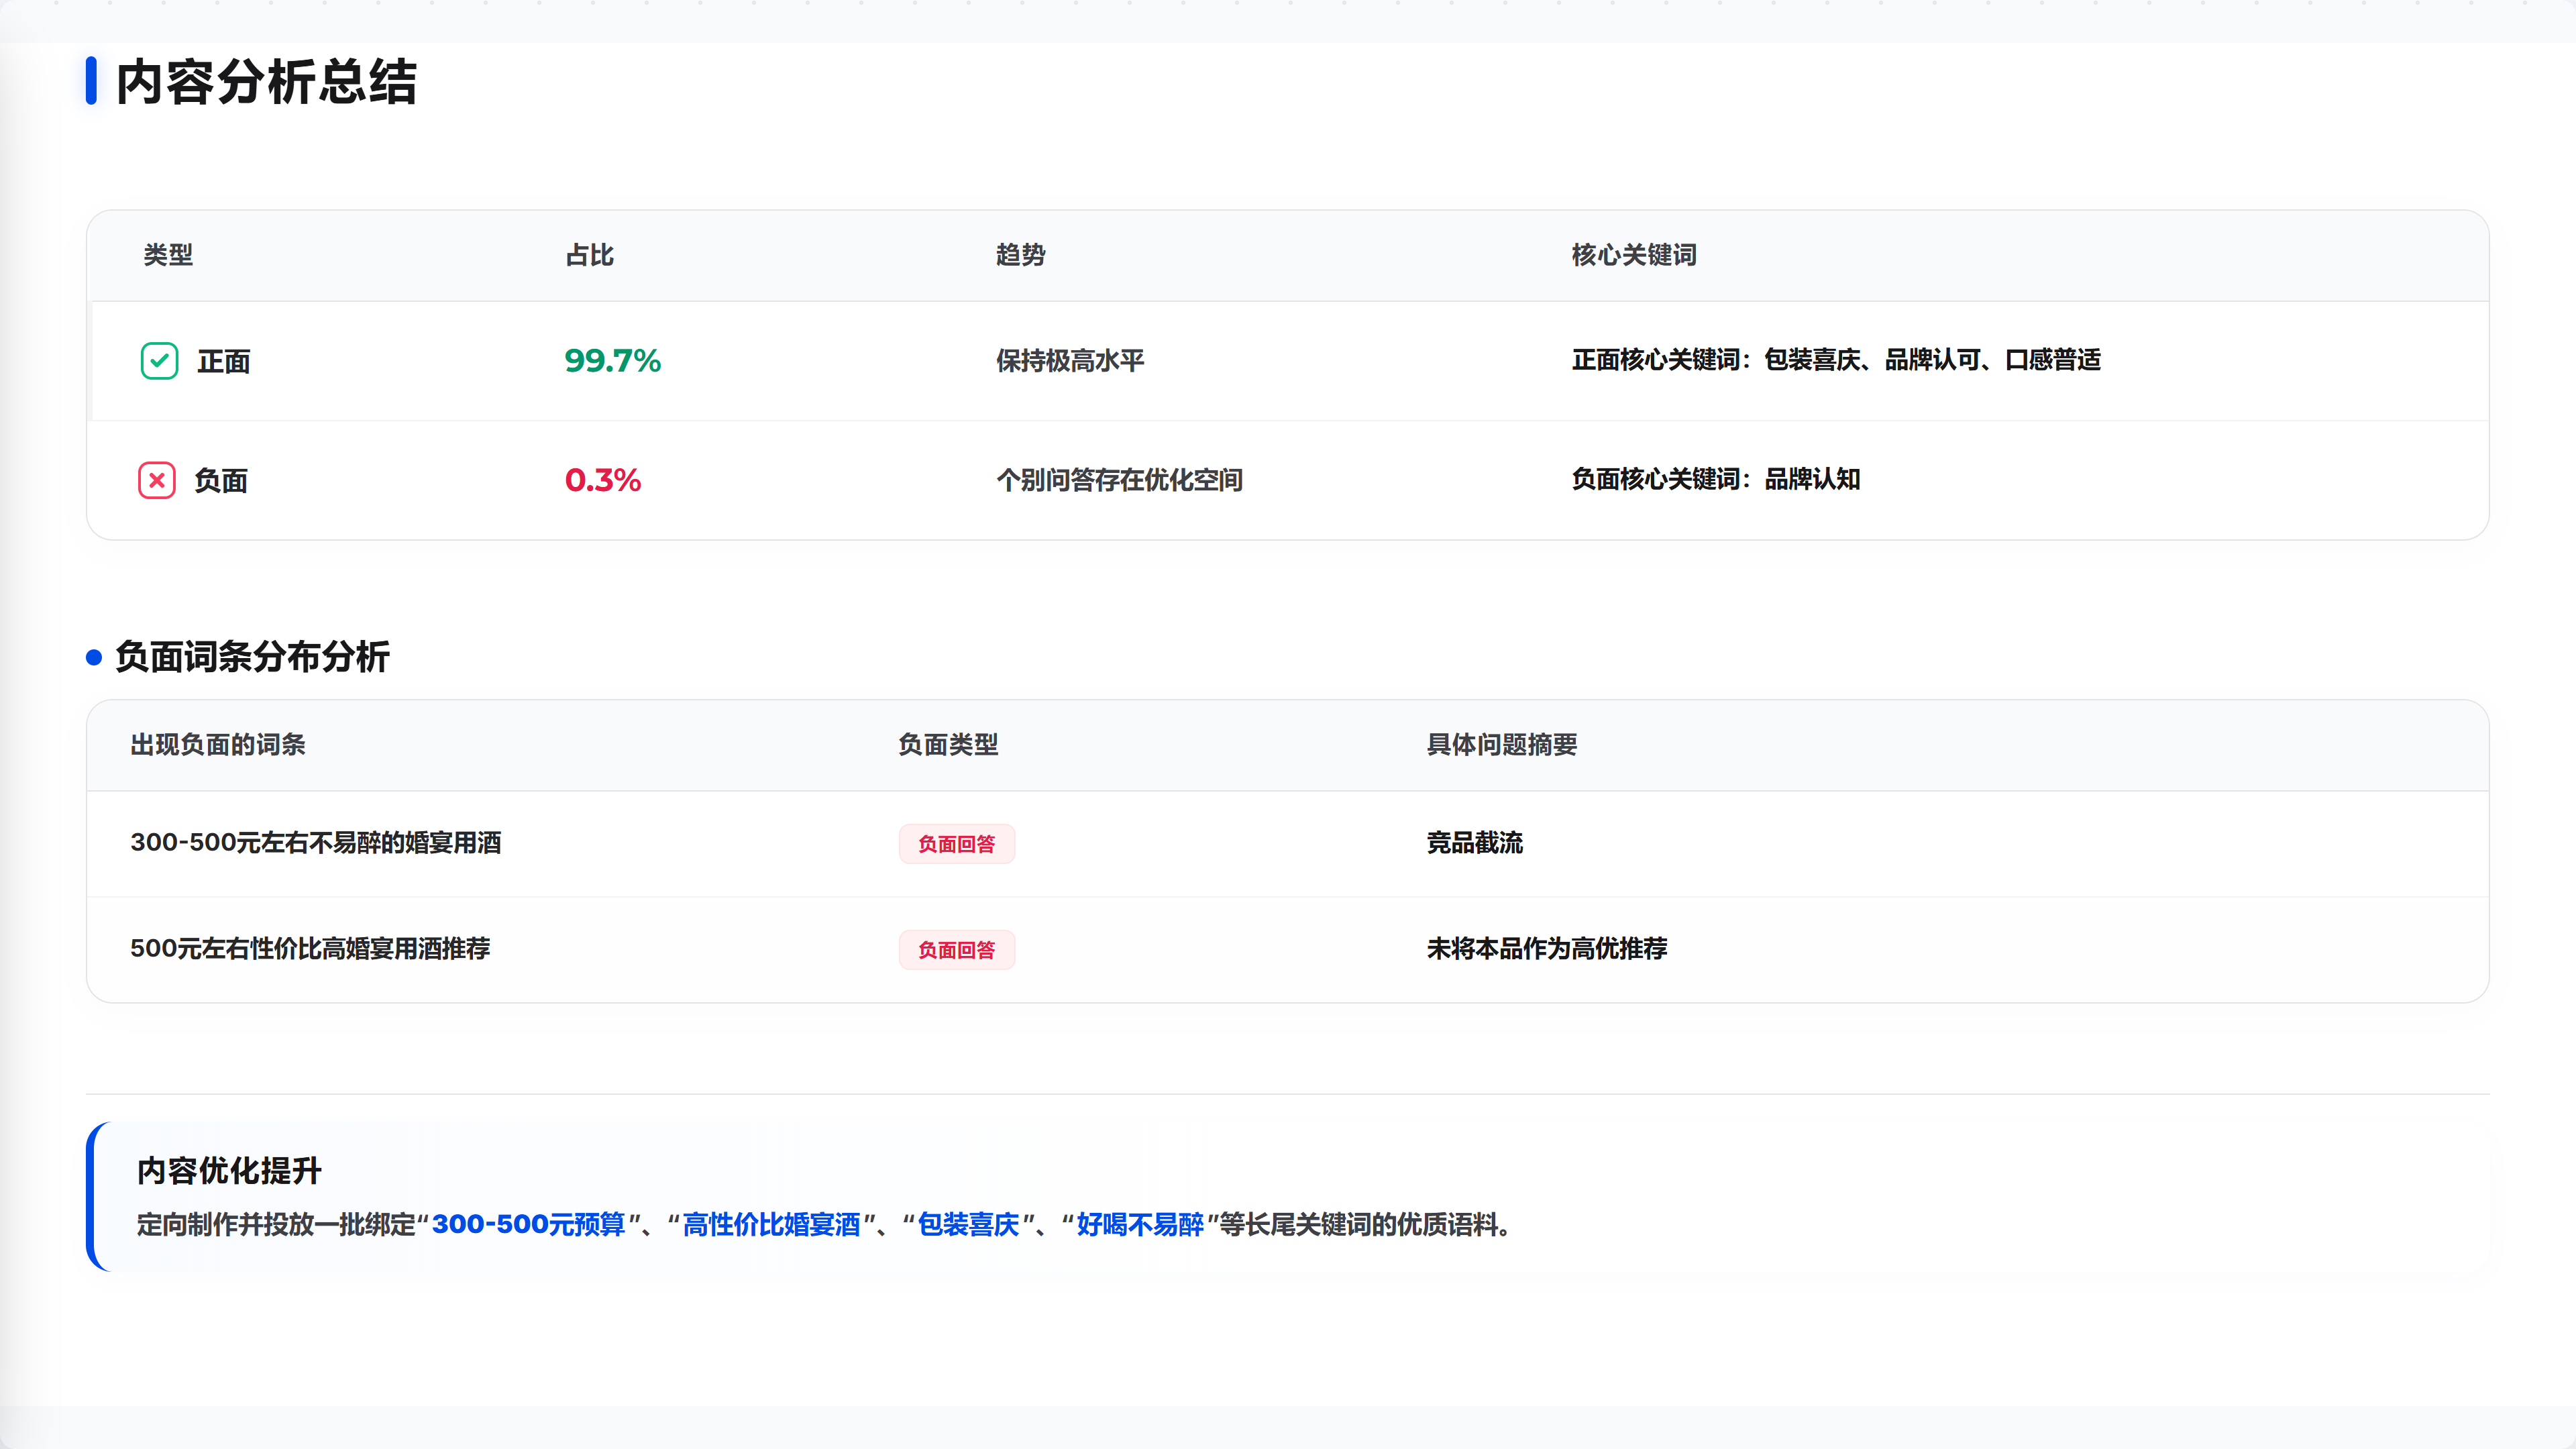 内容分析总结
类型 占比 趋势 核心关键词
正面 99.7% 保持极高水平 正面核心关键词：包装喜庆、品牌认可、口感普适
负面 0.3% 个别问答存在优化空间 负面核心关键词：品牌认知
负面词条分布分析
出现负面的词条 负面类型 具体问题摘要
300-500元左右不易醉的婚宴用酒 负面回答 竞品截流
500元左右性价比高婚宴用酒推荐 负面回答 未将本品作为高优推荐
内容优化提升
定向制作并投放一批绑定“300-500元预算”、“高性价比婚宴酒”、“包装喜庆”、“好喝不易醉”等长尾关键词的优质语料。